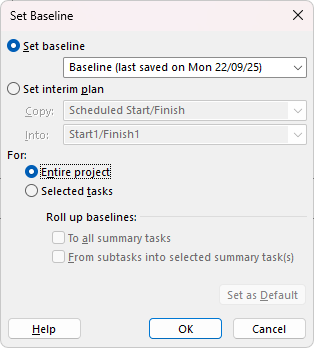 Set Baseline
Set baseline
Baseline (last saved on Mon 22/09/25)
Set interim plan
Copy: Scheduled Start/Finish
Into: Start1/Finish1
For:
Entire project
Selected tasks
Roll up baselines:
To all summary tasks
From subtasks into selected summary task(s)
Set as Default
Help OK Cancel